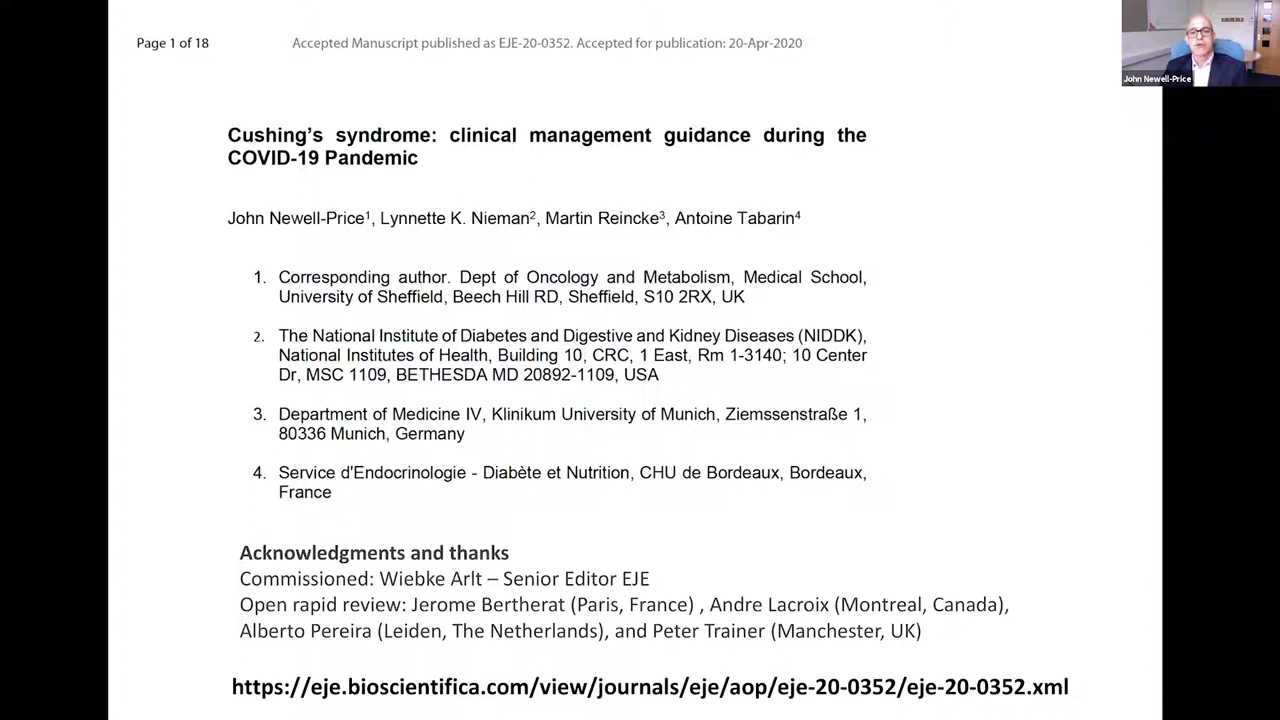 Page 1 of 18 Accepted Manuscript published as EJE-20-0352. Accepted for publication: 20-Apr-2020
John Newell-Price
Cushing's syndrome: clinical management guidance during the
COVID-19 Pandemic
John Newell-Price1, Lynnette K. Nieman2, Martin Reincke3, Antoine Tabarin4
1. Corresponding author. Dept of Oncology and Metabolism, Medical School,
University of Sheffield, Beech Hill RD, Sheffield, S10 2RX, UK
2. The National Institute of Diabetes and Digestive and Kidney Diseases (NIDDK),
National Institutes of Health, Building 10, CRC, 1 East, Rm 1-3140; 10 Center
Dr, MSC 1109, BETHESDA MD 20892-1109, USA
3. Department of Medicine IV, Klinikum University of Munich, Ziemssenstraße 1,
80336 Munich, Germany
4. Service d'Endocrinologie - Diabète et Nutrition, CHU de Bordeaux, Bordeaux,
France
Acknowledgments and thanks
Commissioned: Wiebke Arlt – Senior Editor EJE
Open rapid review: Jerome Bertherat (Paris, France) , Andre Lacroix (Montreal, Canada),
Alberto Pereira (Leiden, The Netherlands), and Peter Trainer (Manchester, UK)
https://eje.bioscientifica.com/view/journals/eje/aop/eje-20-0352/eje-20-0352.xml